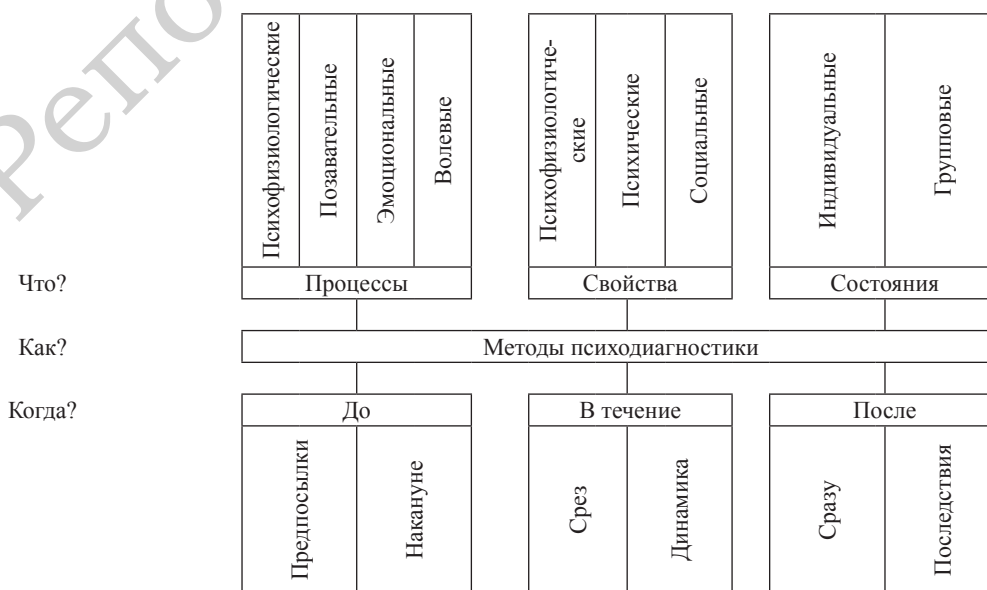 Репо
Психофизиологические
Позавательные
Эмоциональные
Волевые
Психофизиологиче-
ские
Психические
Социальные
Индивидуальные
Групповые
Что?
Процессы
Свойства
Состояния
Как?
Методы психодиагностики
Когда?
До
В течение
После
Предпосылки
Накануне
Срез
Динамика
Сразу
Последствия